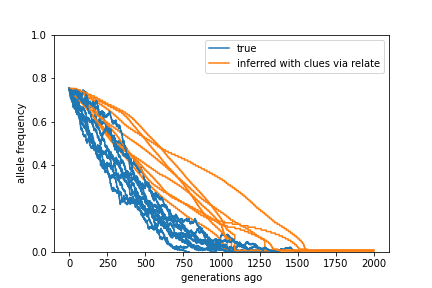 true
inferred with clues via relate
allele frequency
1.0
0.8
0.6
0.4
0.2
0.0
0 250 500 750 1000 1250 1500 1750 2000
generations ago